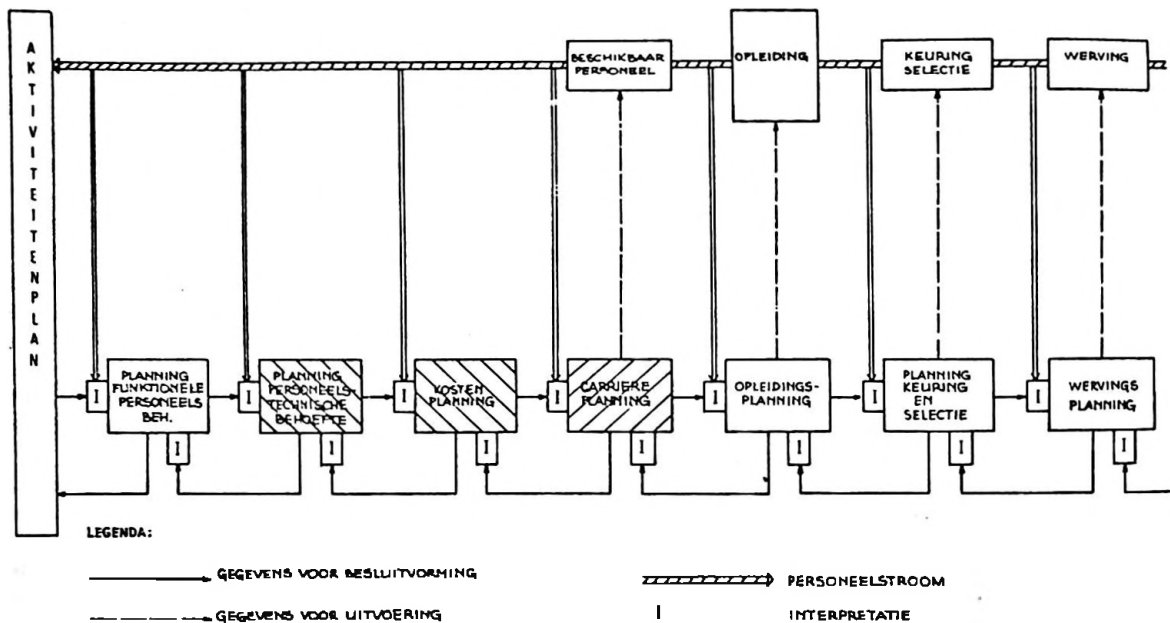 AKTIVITEITENPLAN
BESCHIKBAAR
PERSONEEL
OPLEIDING
KEURING
SELECTIE
WERVING
I
PLANNING
FUNKTIONELE
PERSONEELS
BEH.
I
I
PLANNING
PERSONEELS-
TECHNISCHE
BEHOEFTE
I
I
KOSTEN
PLANNING
I
I
CARRIERE
PLANNING
I
I
OPLEIDINGS-
PLANNING
I
I
PLANNING
KEURING
EN
SELECTIE
I
I
WERVINGS
PLANNING
I
LEGENDA:
GEGEVENS VOOR BESLUITVORMING
PERSONEELSTROOM
GEGEVENS VOOR UITVOERING
I INTERPRETATIE